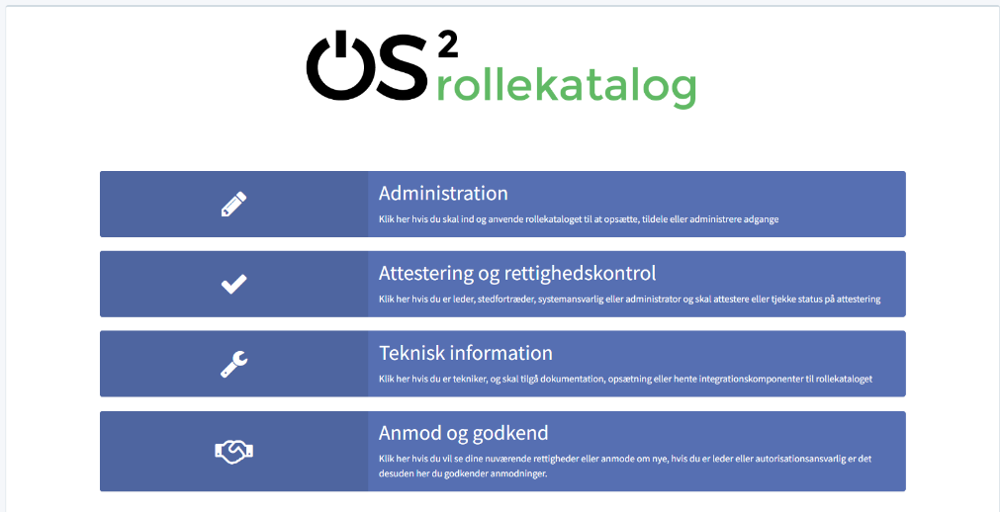 OS2
rollekatalog
Administration
Klik her hvis du skal ind og anvende rollekataloget til at opsætte, tildele eller administrere adgange
Attestering og rettighedskontrol
Klik her hvis du er leder, stedfortræder, systemansvarlig eller administrator og skal attestere eller tjekke status på attestering
Teknisk information
Klik her hvis du er tekniker, og skal tilgå dokumentation, opsætning eller hente integrationskomponenter til rollekataloget
Anmod og godkend
Klik her hvis du vil se dine nuværende rettigheder eller anmode om nye, hvis du er leder eller autorisationsansvarlig er det
desuden her du godkender anmodninger.